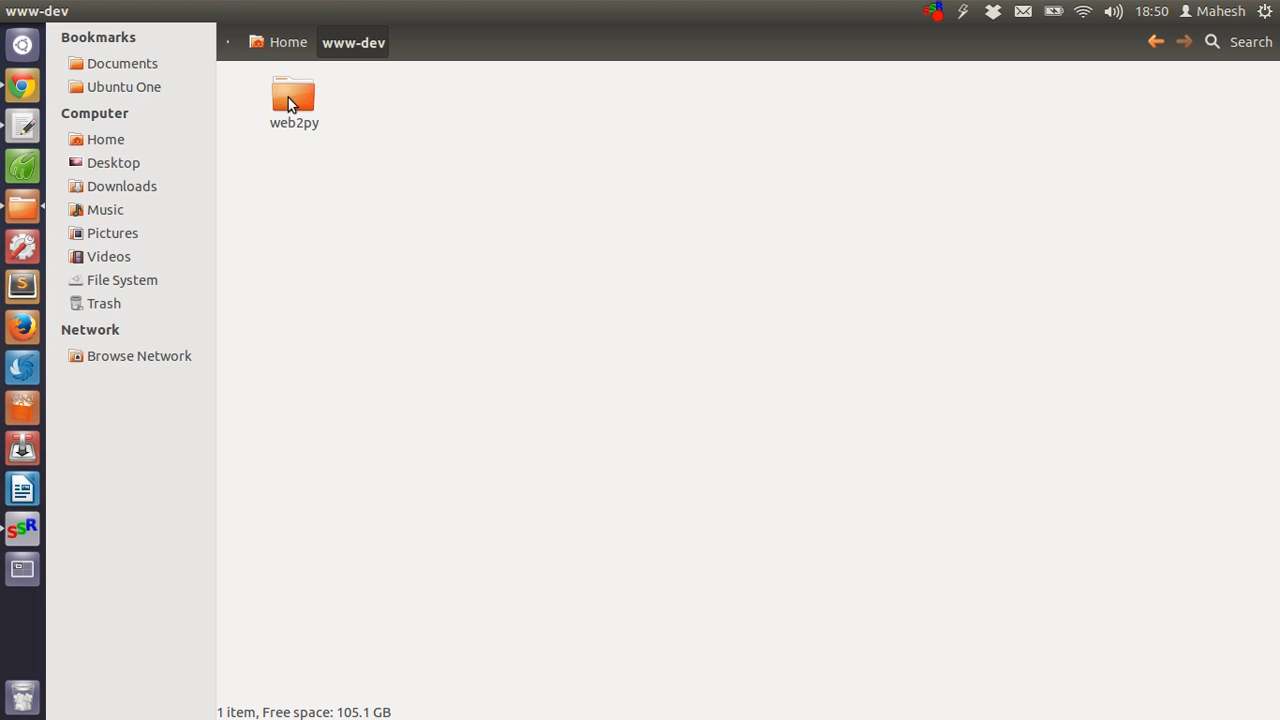 www-dev
18:50 Mahesh
Bookmarks
Documents
Ubuntu One
Computer
Home
Desktop
Downloads
Music
Pictures
Videos
File System
Trash
Network
Browse Network
Home www-dev
Search
web2py
1 item, Free space: 105.1 GB
S
SSR